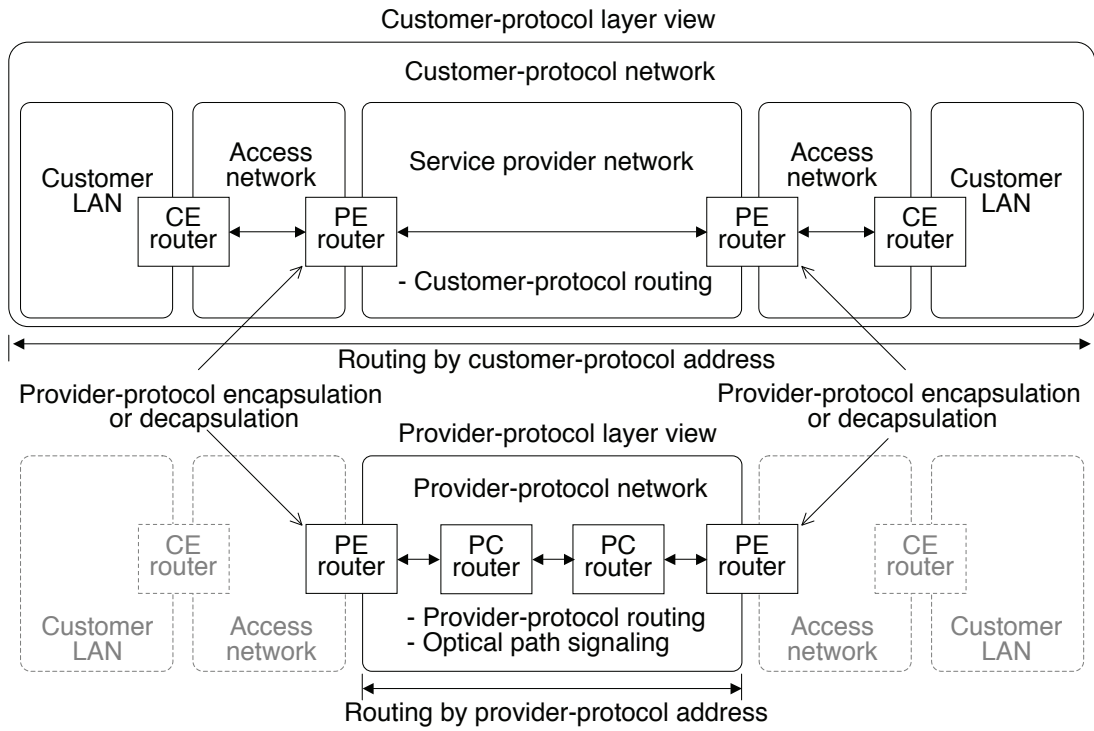 Customer-protocol layer view
Customer-protocol network
Customer
LAN
Access
network
Service provider network
Access
network
Customer
LAN
CE
router
PE
router
PE
router
CE
router
- Customer-protocol routing
Routing by customer-protocol address
Provider-protocol encapsulation
or decapsulation
Provider-protocol encapsulation
or decapsulation
Provider-protocol layer view
Provider-protocol network
CE
router
PE
router
PC
router
PC
router
PE
router
CE
router
Customer
LAN
Access
network
- Provider-protocol routing
- Optical path signaling
Access
network
Customer
LAN
Routing by provider-protocol address